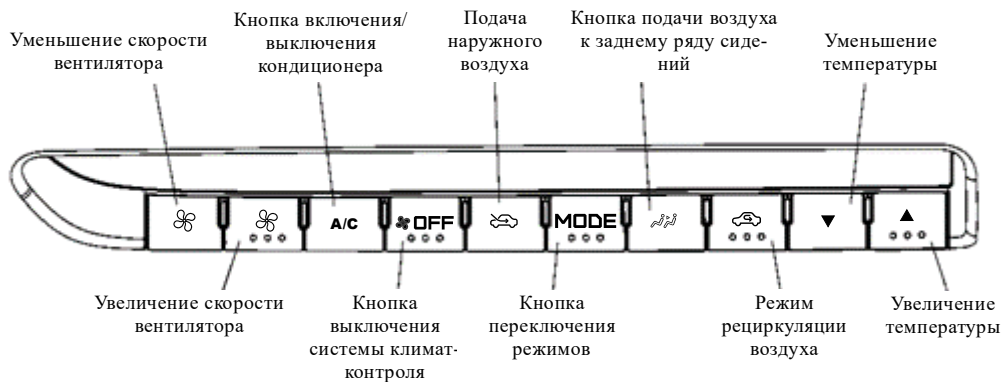 Уменьшение скорости
вентилятора
Кнопка включения/
выключения
кондиционера
Подача
наружного
воздуха
Кнопка подачи воздуха
к заднему ряду сиде-
ний
Уменьшение
температуры
A/C
OFF
MODE
Увеличение скорости
вентилятора
Кнопка
выключения
системы климат-
контроля
Кнопка
переключения
режимов
Режим
рециркуляции
воздуха
Увеличение
температуры